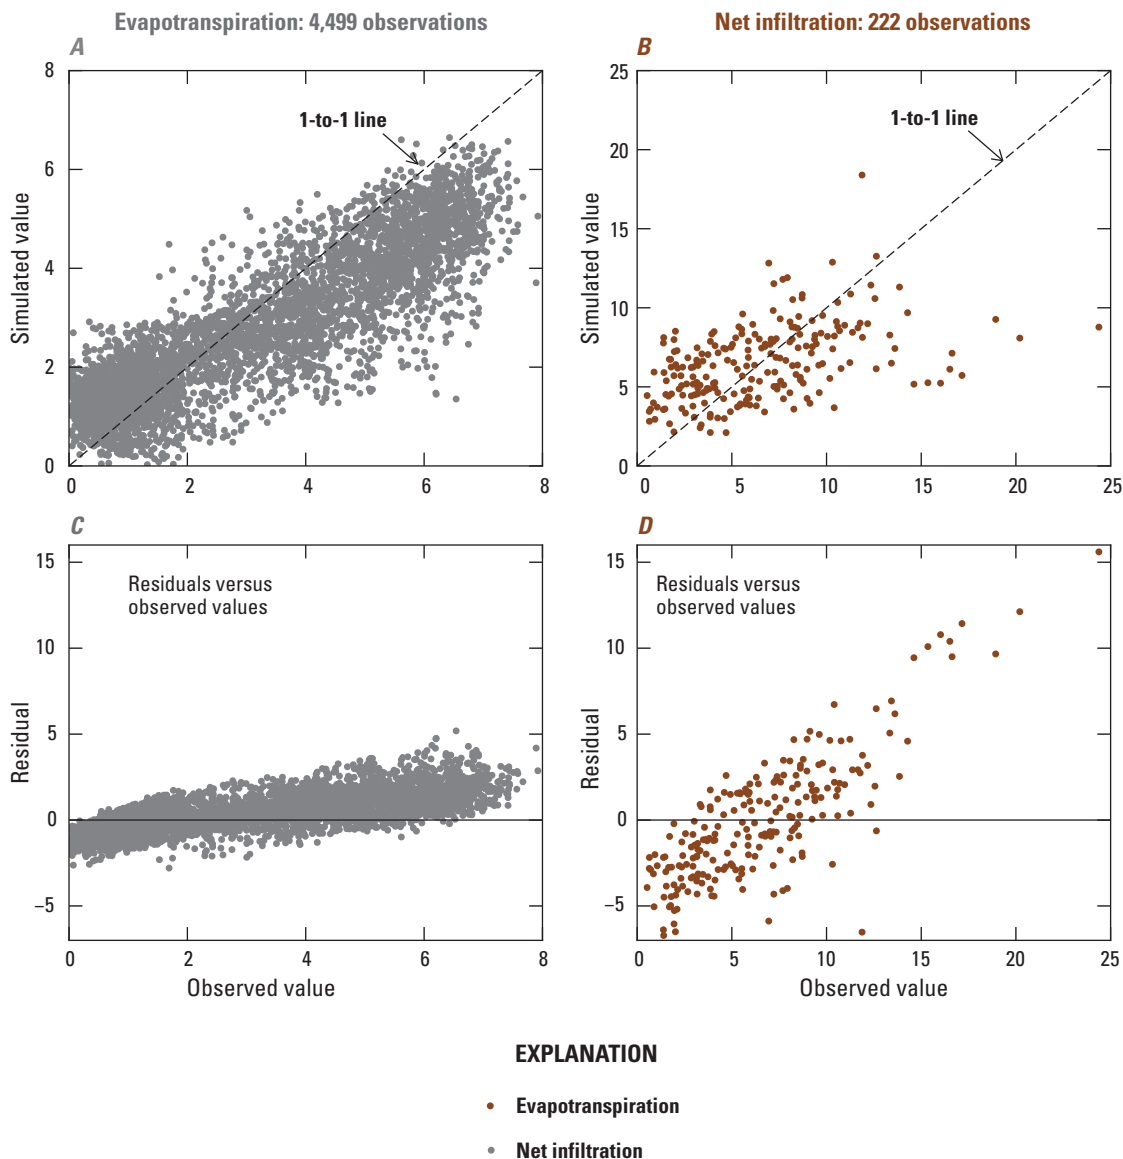 Evapotranspiration: 4,499 observations
Net infiltration: 222 observations
A
B
8
6
4
2
0
Simulated value
1-to-1 line
0
2
4
6
8
25
20
15
10
5
0
Simulated value
1-to-1 line
0
5
10
15
20
25
C
D
15
10
5
0
–5
Residual
Residuals versus
observed values
0
2
4
6
8
Observed value
15
10
5
0
–5
Residual
Residuals versus
observed values
0
5
10
15
20
25
Observed value
EXPLANATION
Evapotranspiration
Net infiltration